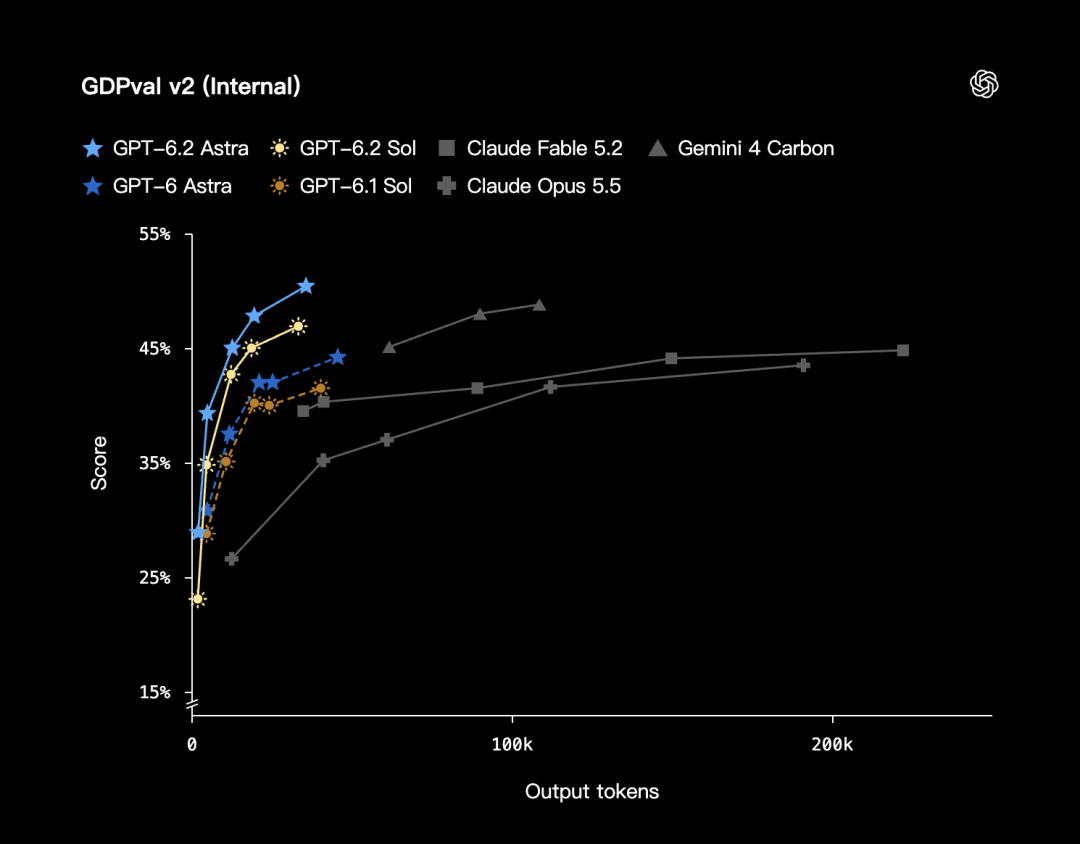 GDPval v2 (Internal)
GPT-6.2 Astra GPT-6.2 Sol Claude Fable 5.2 Gemini 4 Carbon
GPT-6 Astra GPT-6.1 Sol Claude Opus 5.5
55%
45%
35%
25%
15%
Score
0 100k 200k
Output tokens